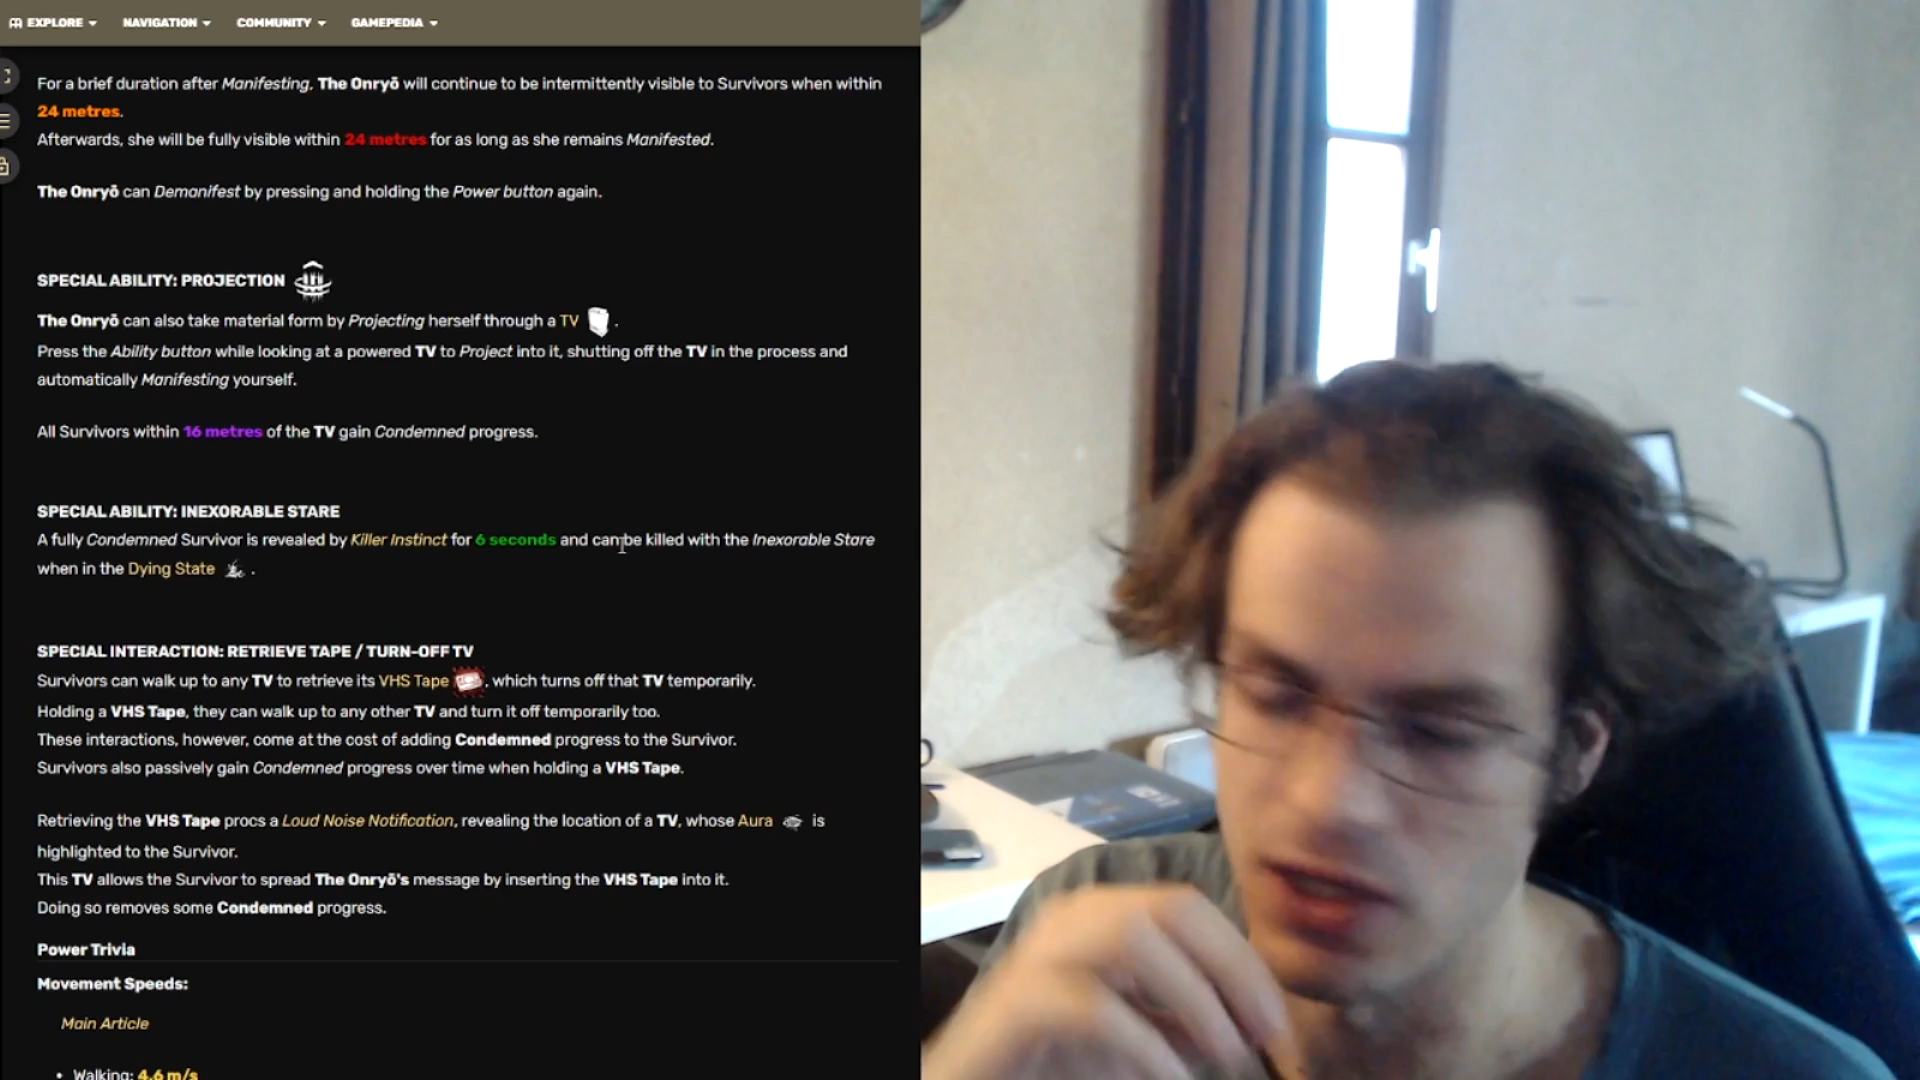 EXPLORE NAVIGATION COMMUNITY GAMEPEDIA
For a brief duration after Manifesting, The Onryō will continue to be intermittently visible to Survivors when within
24 metres.
Afterwards, she will be fully visible within 24 metres for as long as she remains Manifested.
The Onryō can Demanifest by pressing and holding the Power button again.
SPECIAL ABILITY: PROJECTION
The Onryō can also take material form by Projecting herself through a TV .
Press the Ability button while looking at a powered TV to Project into it, shutting off the TV in the process and
automatically Manifesting yourself.
All Survivors within 16 metres of the TV gain Condemned progress.
SPECIAL ABILITY: INEXORABLE STARE
A fully Condemned Survivor is revealed by Killer Instinct for 6 seconds and can be killed with the Inexorable Stare
when in the Dying State .
SPECIAL INTERACTION: RETRIEVE TAPE / TURN-OFF TV
Survivors can walk up to any TV to retrieve its VHS Tape , which turns off that TV temporarily.
Holding a VHS Tape, they can walk up to any other TV and turn it off temporarily too.
These interactions, however, come at the cost of adding Condemned progress to the Survivor.
Survivors also passively gain Condemned progress over time when holding a VHS Tape.
Retrieving the VHS Tape procs a Loud Noise Notification, revealing the location of a TV, whose Aura is
highlighted to the Survivor.
This TV allows the Survivor to spread The Onryō's message by inserting the VHS Tape into it.
Doing so removes some Condemned progress.
Power Trivia
Movement Speeds:
Main Article
• Walking: 4.6 m/s